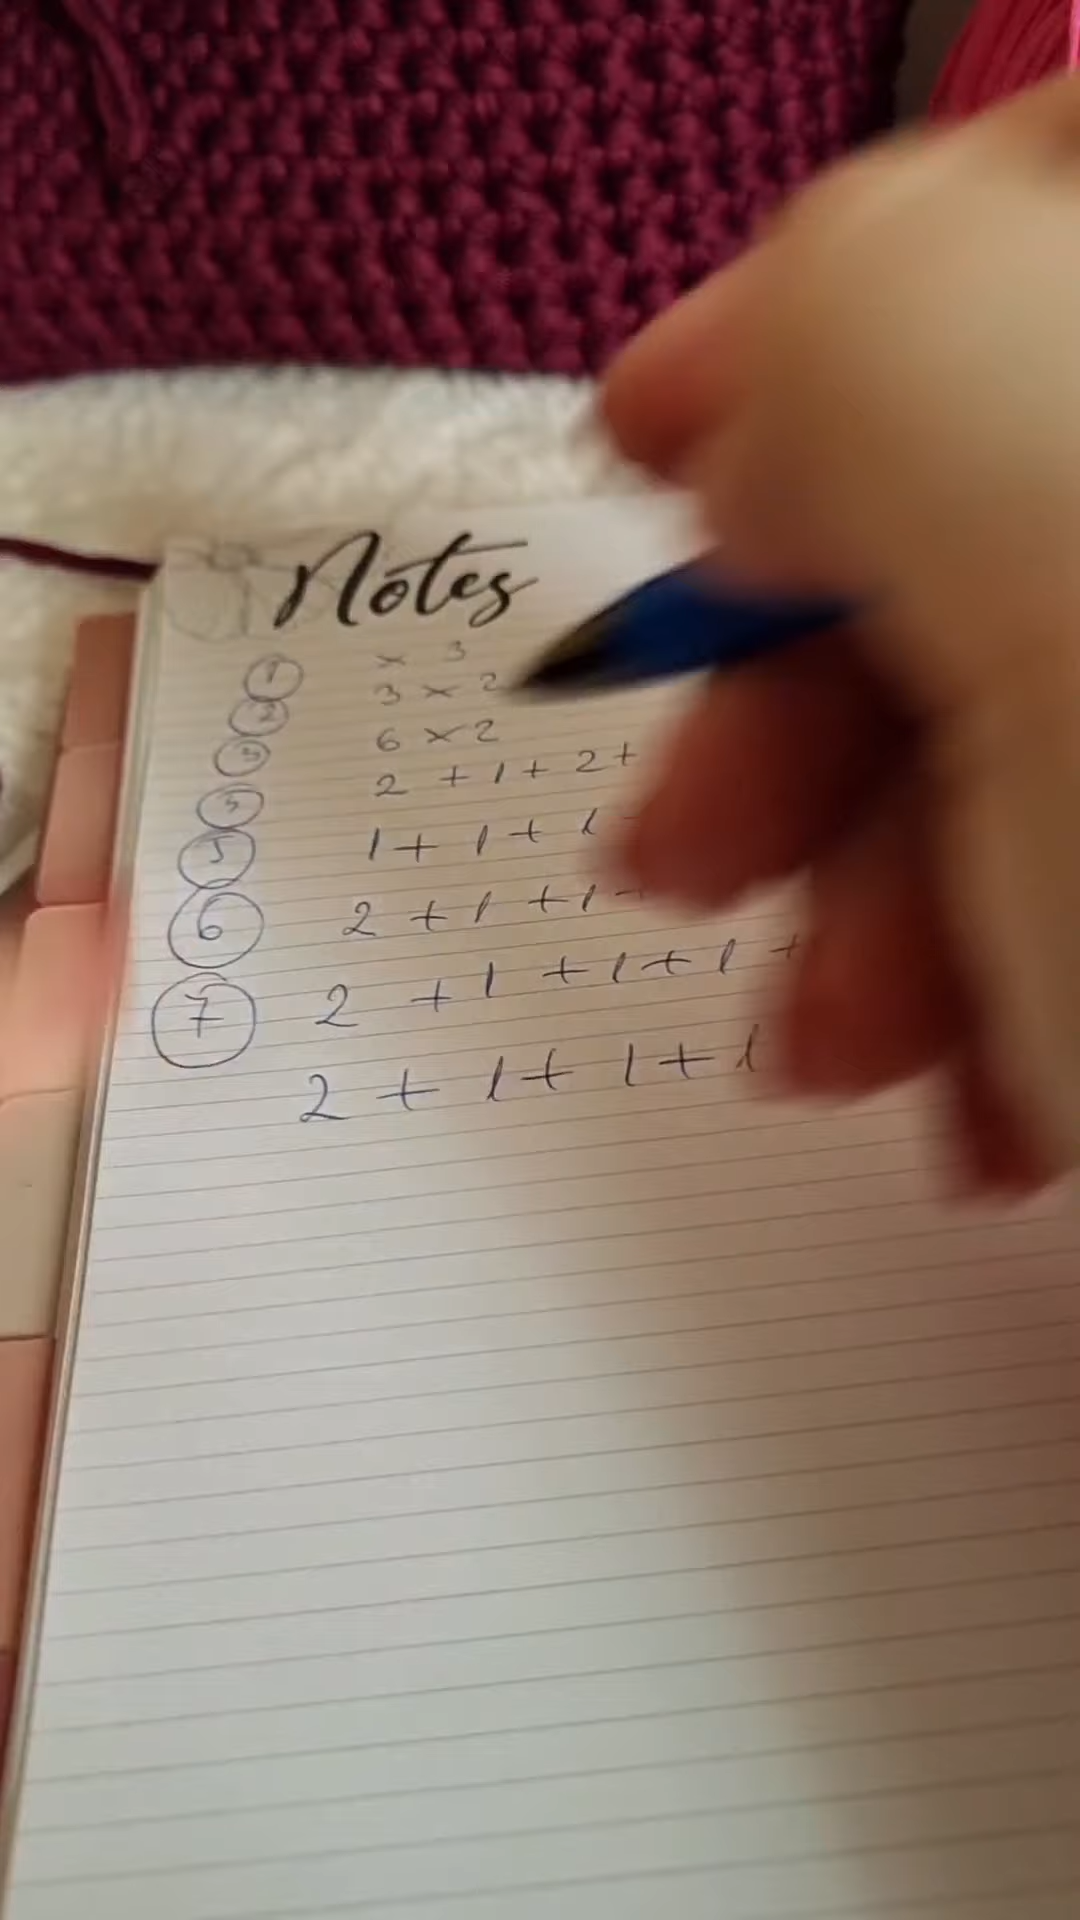 Notes
① × 3
② 3 × 2
③ 6 × 2
2 + 1 + 2 +
⑤ 1 + 1 + 1
⑥ 2 + 1 + 1
⑦ 2 + 1 + 1 + 1 +
2 + 1 + 1 + 1